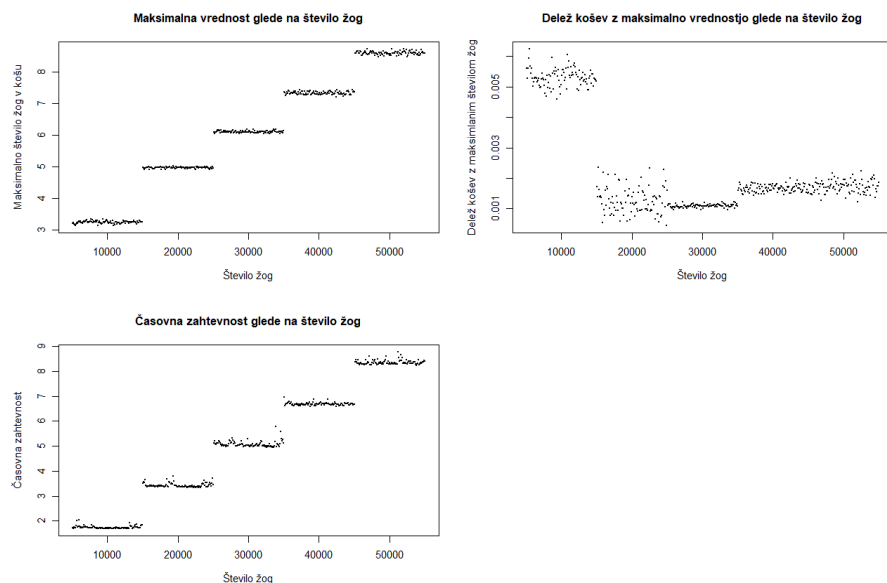 Maksimalna vrednost glede na število žog
Maksimalno število žog v košu
3 4 5 6 7 8
10000 20000 30000 40000 50000
Število žog
Delež košev z maksimalno vrednostjo glede na število žog
Delež košev z maksimlanim številom žog
0.001 0.003 0.005
10000 20000 30000 40000 50000
Število žog
Časovna zahtevnost glede na število žog
Časovna zahtevnost
2 3 4 5 6 7 8 9
10000 20000 30000 40000 50000
Število žog